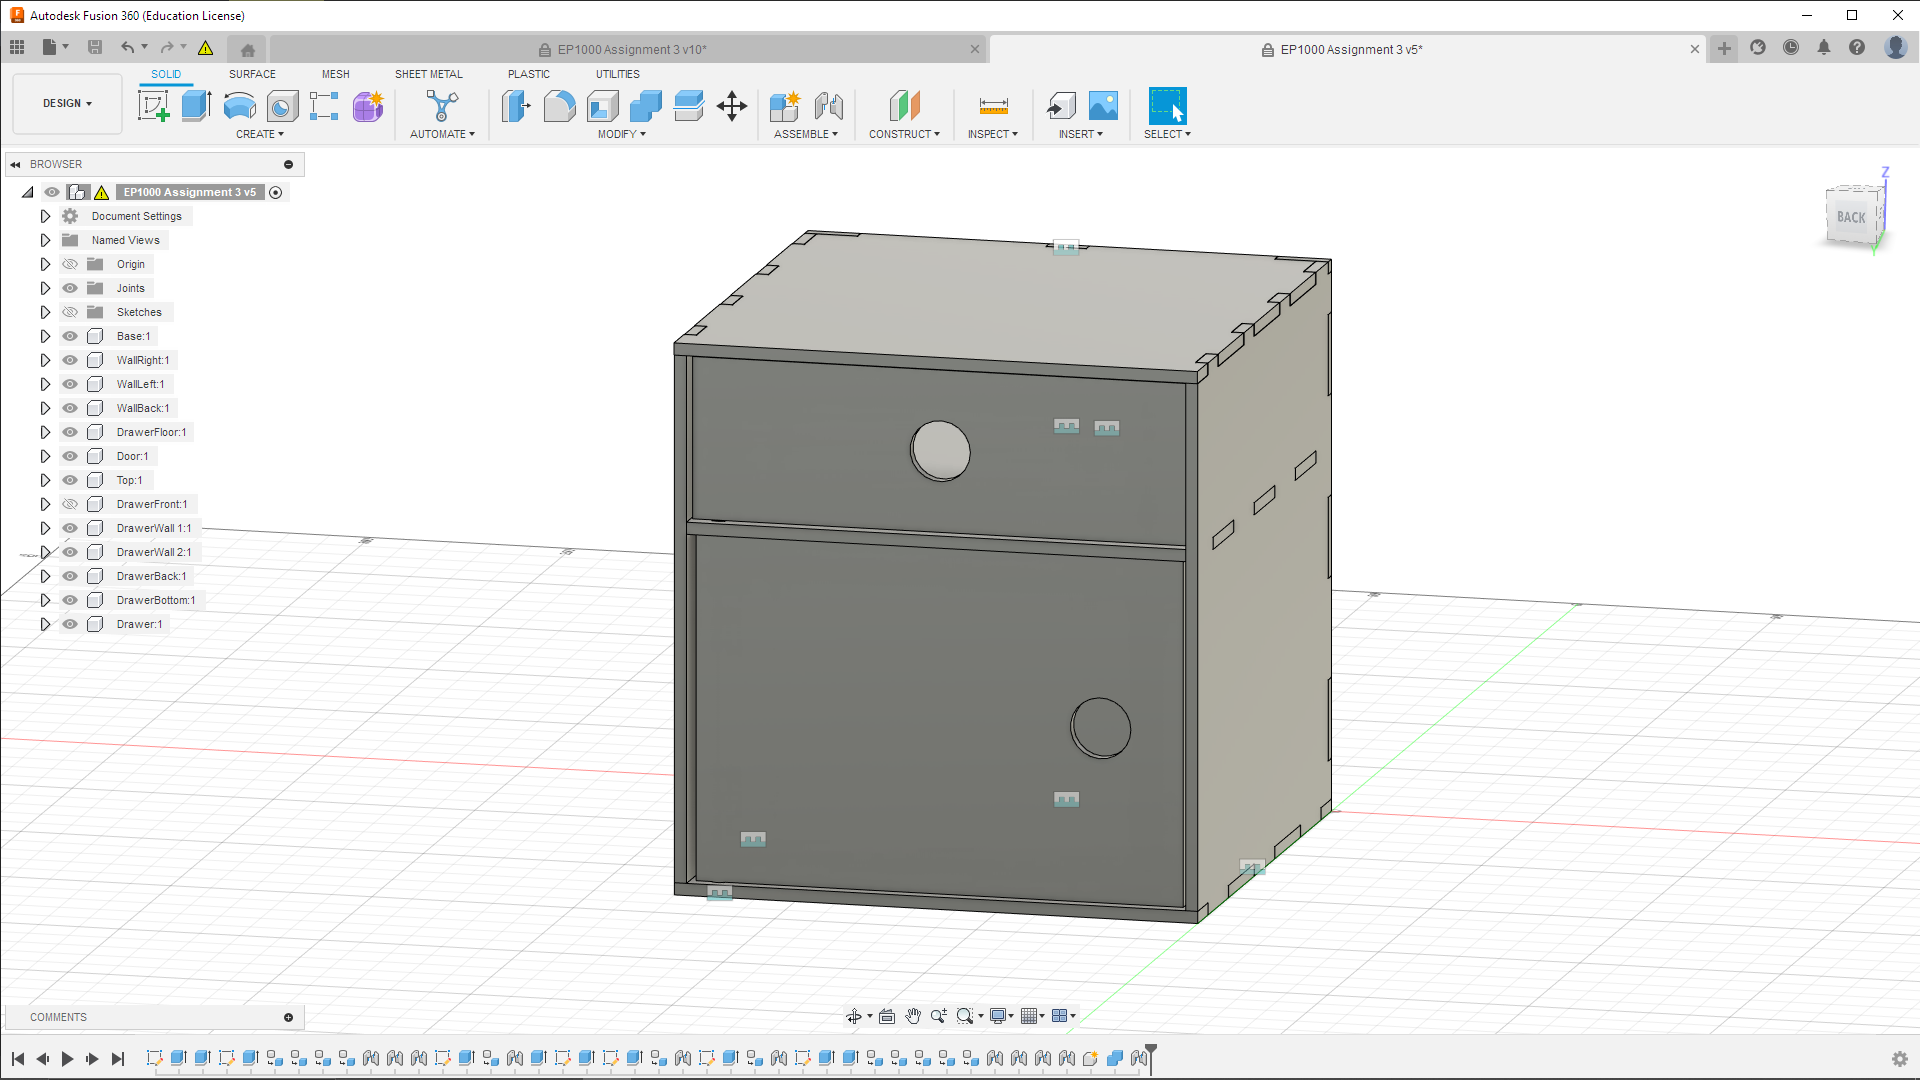 Autodesk Fusion 360 (Education License)
EP1000 Assignment 3 v10*
EP1000 Assignment 3 v5*
SOLID SURFACE MESH SHEET METAL PLASTIC UTILITIES
DESIGN
CREATE AUTOMATE MODIFY ASSEMBLE CONSTRUCT INSPECT INSERT SELECT
BROWSER
EP1000 Assignment 3 v5
Document Settings
Named Views
Origin
Joints
Sketches
Base:1
WallRight:1
WallLeft:1
WallBack:1
DrawerFloor:1
Door:1
Top:1
DrawerFront:1
DrawerWall 1:1
DrawerWall 2:1
DrawerBack:1
DrawerBottom:1
Drawer:1
Z
BACK
Y
COMMENTS